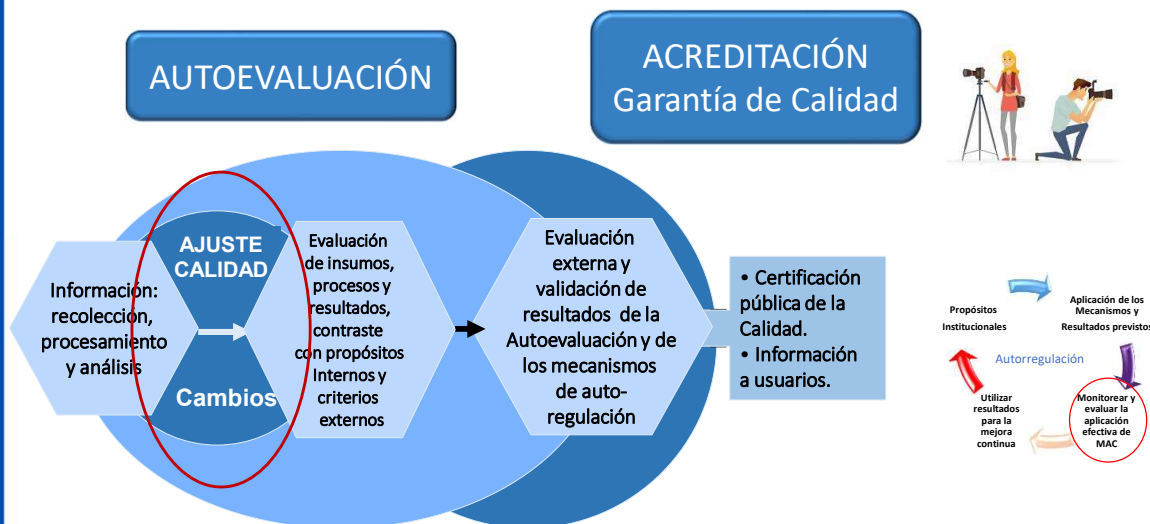 AUTOEVALUACIÓN
ACREDITACIÓN
Garantía de Calidad
Información:
recolección,
procesamiento
y análisis
AJUSTE
CALIDAD
Cambios
Evaluación
de insumos,
procesos y
resultados,
contraste
con propósitos
Internos y
criterios
externos
Evaluación
externa y
validación de
resultados de la
Autoevaluación y de
los mecanismos
de auto-
regulación
• Certificación
pública de la
Calidad.
• Información
a usuarios.
Propósitos
Institucionales
Aplicación de los
Mecanismos y
Resultados previstos
Autorregulación
Monitorear y
evaluar la
aplicación
efectiva de
MAC
Utilizar
resultados
para la
mejora
continua